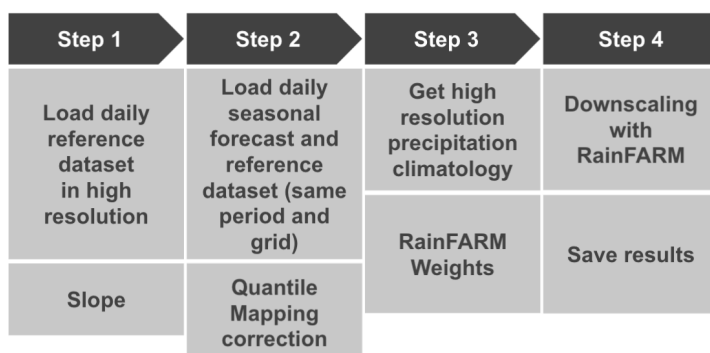 Step 1
Step 2
Step 3
Step 4
Load daily
reference
dataset
in high
resolution
Slope
Load daily
seasonal
forecast and
reference
dataset (same
period and
grid)
Quantile
Mapping
correction
Get high
resolution
precipitation
climatology
RainFARM
Weights
Downscaling
with
RainFARM
Save results